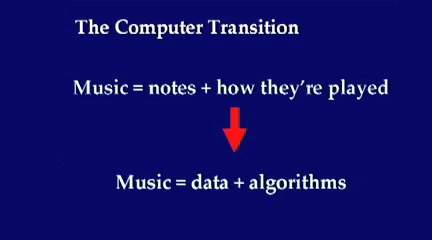 The Computer Transition
Music = notes + how they’re played
Music = data + algorithms